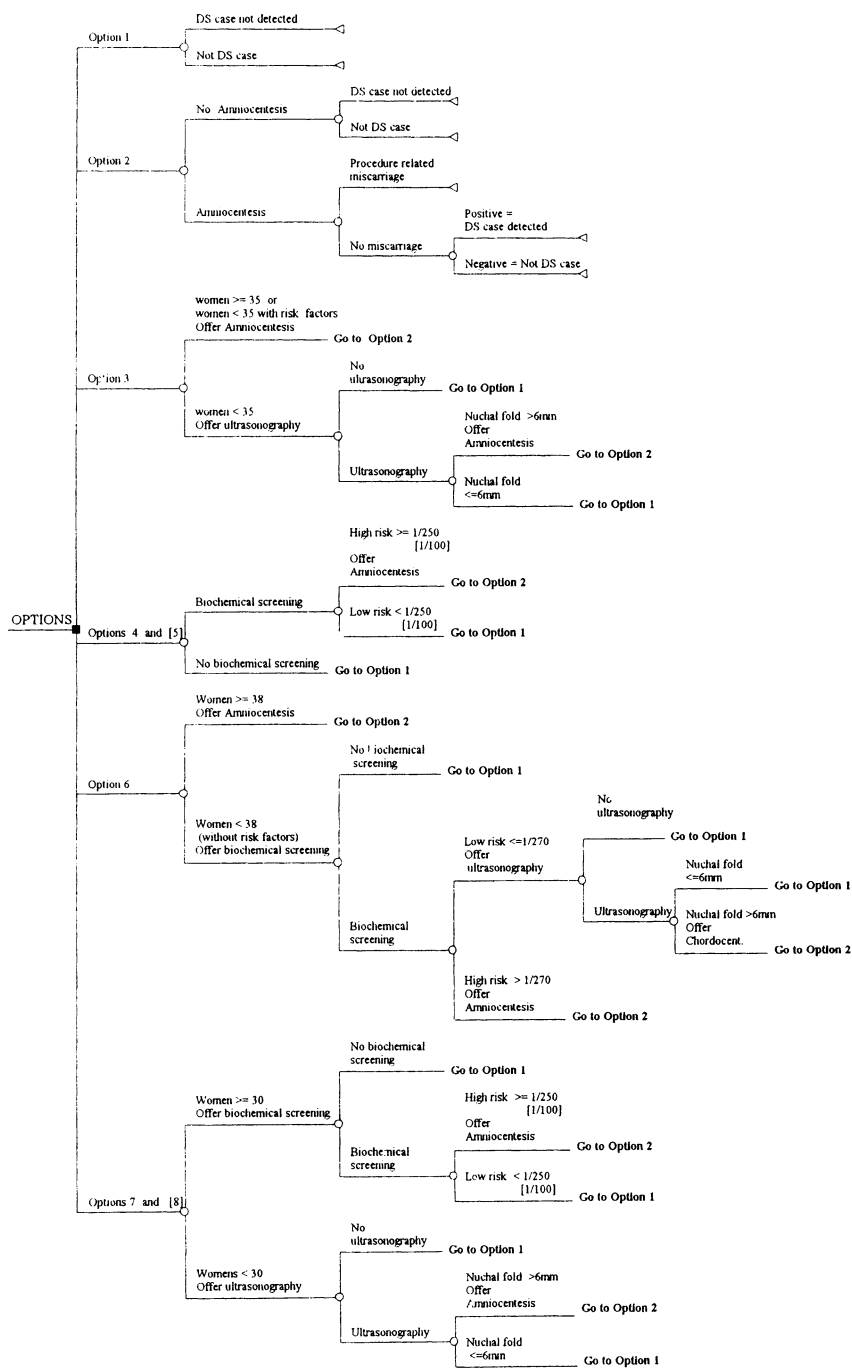 DS case not detected
Option 1
Not DS case
DS case not detected
No Amniocentesis
Not DS case
Option 2
Procedure related
miscarriage
Amniocentesis
Positive =
DS case detected
No miscarriage
Negative = Not DS case
women >= 35 or
women < 35 with risk factors
Offer Amniocentesis
Go to Option 2
Option 3
No
ultrasonography
Go to Option 1
women < 35
Offer ultrasonography
Nuchal fold >6mm
Offer
Amniocentesis
Go to Option 2
Ultrasonography
Nuchal fold
<=6mm
Go to Option 1
High risk >= 1/250
[1/100]
Offer
Amniocentesis
Go to Option 2
Biochemical screening
Low risk < 1/250
[1/100]
Go to Option 1
OPTIONS
Options 4 and [5]
No biochemical screening
Go to Option 1
Women >= 38
Offer Amniocentesis
Go to Option 2
No biochemical
screening
Go to Option 1
Option 6
Women < 38
(without risk factors)
Offer biochemical screening
No
ultrasonography
Go to Option 1
Low risk <=1/270
Offer
ultrasonography
Nuchal fold
<=6mm
Go to Option 1
Ultrasonography
Nuchal fold >6mm
Offer
Chordocent.
Go to Option 2
Biochemical
screening
High risk > 1/270
Offer
Amniocentesis
Go to Option 2
No biochemical
screening
Go to Option 1
Women >= 30
Offer biochemical screening
High risk >= 1/250
[1/100]
Offer
Amniocentesis
Go to Option 2
Biochemical
screening
Low risk < 1/250
[1/100]
Go to Option 1
Options 7 and [8]
No
ultrasonography
Go to Option 1
Womens < 30
Offer ultrasonography
Nuchal fold >6mm
Offer
Amniocentesis
Go to Option 2
Ultrasonography
Nuchal fold
<=6mm
Go to Option 1